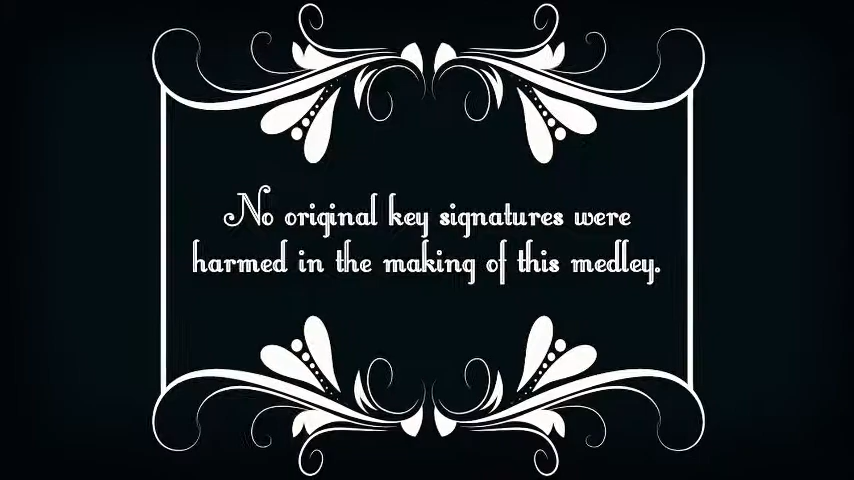 No original key signatures were
harmed in the making of this medley.